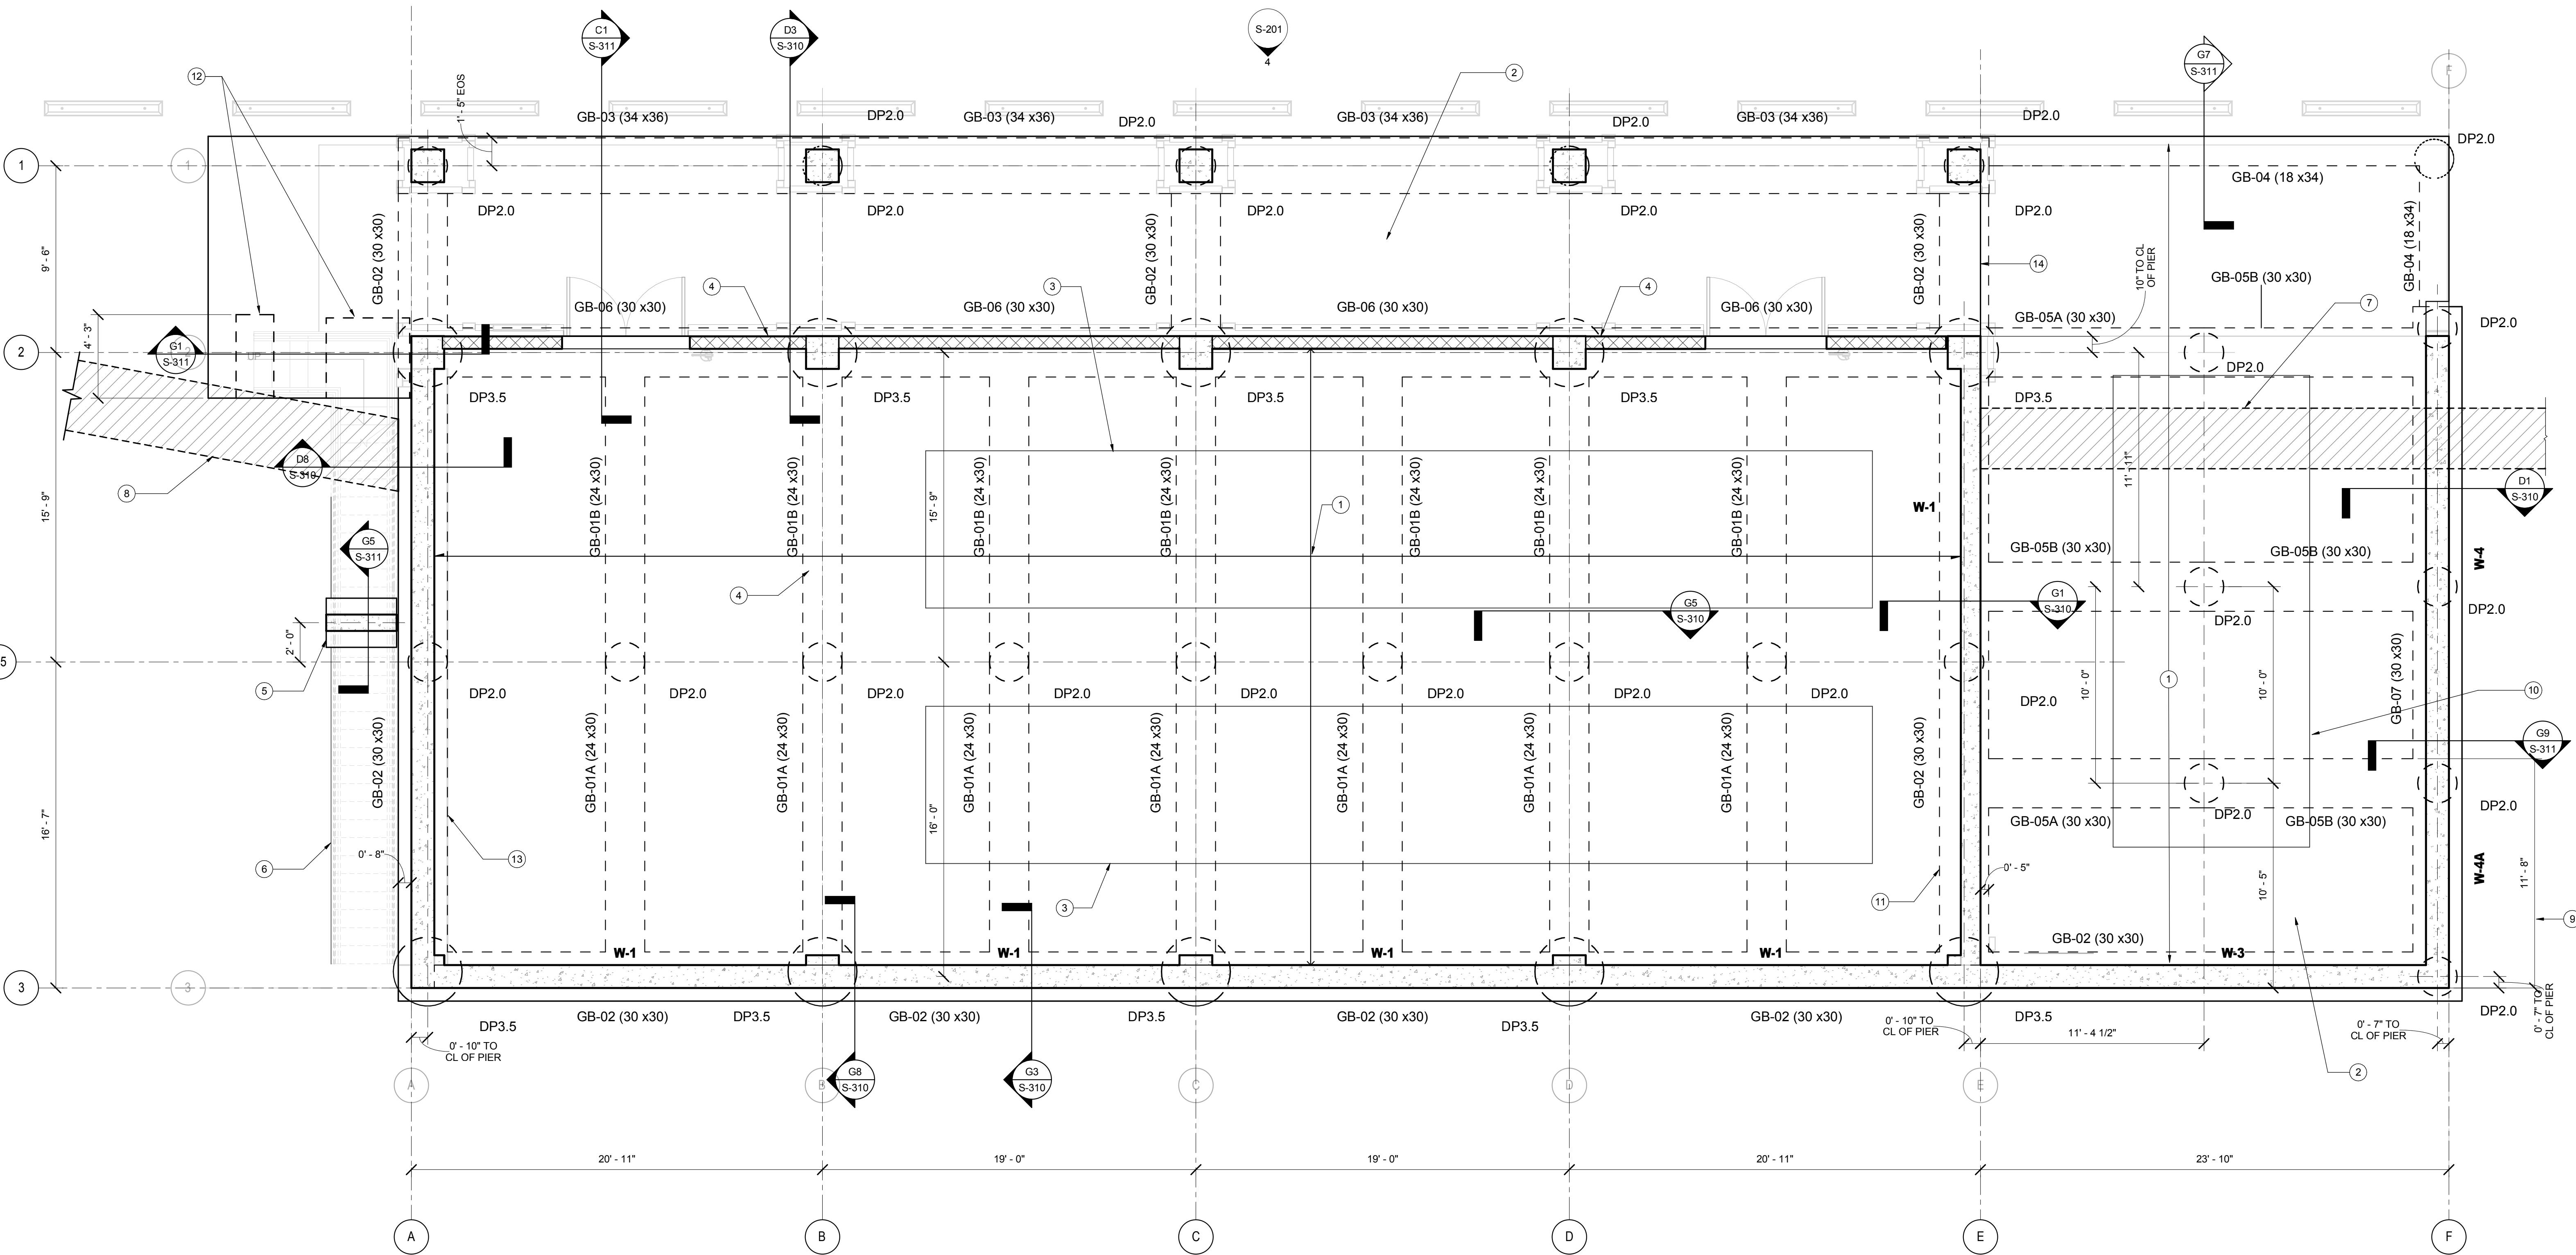 C1
S-311
D3
S-310
S-201
4
G7
S-311
F
12
1' - 5" EOS
GB-03 (34 x36)
DP2.0
GB-03 (34 x36)
DP2.0
GB-03 (34 x36)
DP2.0
GB-03 (34 x36)
DP2.0
DP2.0
2
1
1
GB-04 (18 x34)
DP2.0
DP2.0
DP2.0
DP2.0
DP2.0
9' - 6"
GB-02 (30 x30)
GB-02 (30 x30)
GB-02 (30 x30)
GB-04 (18 x34)
14
10" TO CL
OF PIER
GB-05B (30 x30)
4
3
4
7
GB-06 (30 x30)
GB-06 (30 x30)
GB-06 (30 x30)
GB-06 (30 x30)
GB-05A (30 x30)
DP2.0
4' - 3"
2
2
G1
S-311
UP
DP2.0
DP3.5
DP3.5
DP3.5
DP3.5
DP3.5
D8
S-310
8
11' - 11"
D1
S-310
15' - 9"
GB-01B (24 x30)
GB-01B (24 x30)
15' - 9"
GB-01B (24 x30)
GB-01B (24 x30)
1
GB-01B (24 x30)
GB-01B (24 x30)
GB-01B (24 x30)
W-1
G5
S-311
GB-05B (30 x30)
GB-05B (30 x30)
W-4
4
G5
S-310
G1
S-310
DP2.0
DP2.0
2' - 0"
5
5
DP2.0
DP2.0
DP2.0
DP2.0
DP2.0
DP2.0
DP2.0
DP2.0
DP2.0
10' - 0"
1
10' - 0"
GB-07 (30 x30)
10
16' - 7"
GB-02 (30 x30)
GB-01A (24 x30)
GB-01A (24 x30)
16' - 0"
GB-01A (24 x30)
GB-01A (24 x30)
GB-01A (24 x30)
GB-01A (24 x30)
GB-01A (24 x30)
GB-02 (30 x30)
G9
S-311
GB-05A (30 x30)
DP2.0
GB-05B (30 x30)
DP2.0
6
0' - 8"
13
3
11
0' - 5"
10' - 5"
W-4A
11' - 8"
9
GB-02 (30 x30)
W-1
W-1
W-1
W-1
W-3
3
3
DP3.5
GB-02 (30 x30)
DP3.5
GB-02 (30 x30)
DP3.5
GB-02 (30 x30)
DP3.5
GB-02 (30 x30)
DP3.5
DP2.0
0' - 10" TO
CL OF PIER
0' - 10" TO
CL OF PIER
11' - 4 1/2"
0' - 7" TO
CL OF PIER
0' - 7" TO
CL OF PIER
G8
S-310
G3
S-310
2
A
B
C
D
E
20' - 11"
19' - 0"
19' - 0"
20' - 11"
23' - 10"
A
B
C
D
E
F